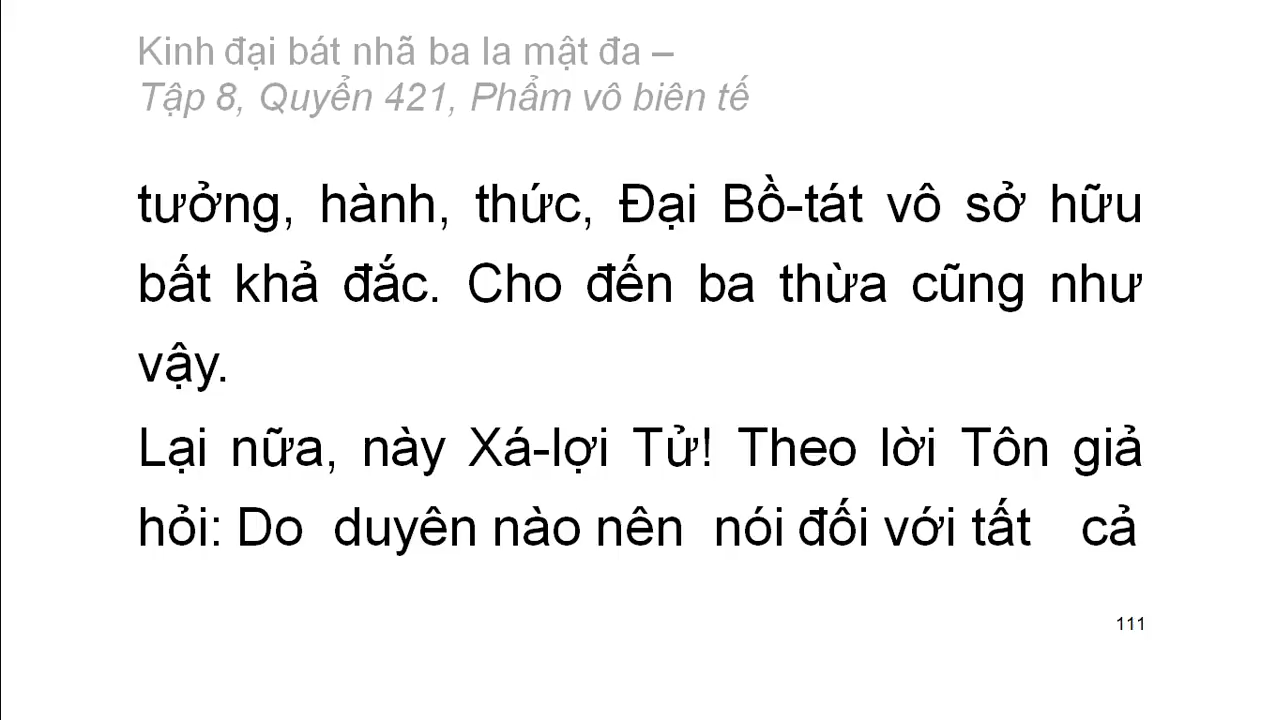 Kinh đại bát nhã ba la mật đa –
Tập 8, Quyển 421, Phẩm vô biên tế
tưởng, hành, thức, Đại Bồ-tát vô sở hữu
bất khả đắc. Cho đến ba thừa cũng như
vậy.
Lại nữa, này Xá-lợi Tử! Theo lời Tôn giả
hỏi: Do duyên nào nên nói đối với tất cả
111